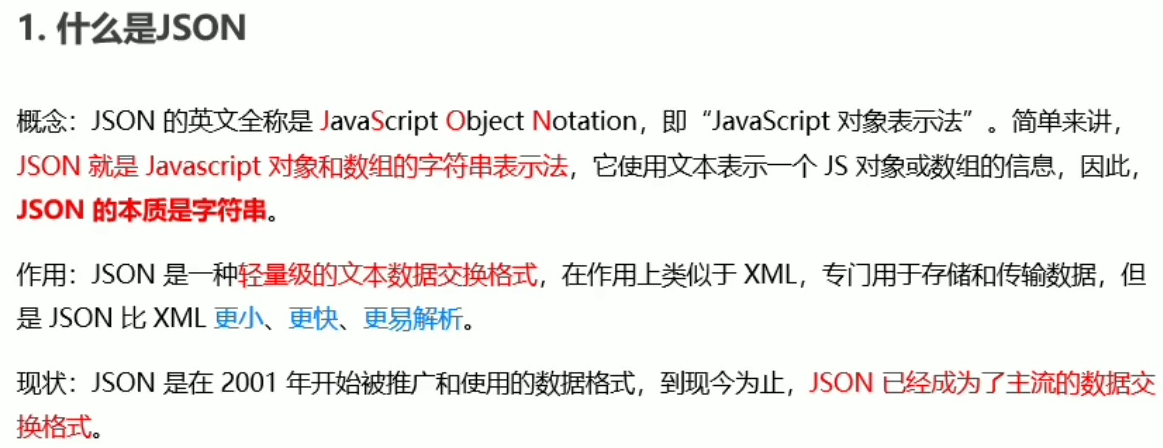 1. 什么是JSON
概念：JSON 的英文全称是 JavaScript Object Notation，即“JavaScript 对象表示法”。简单来讲，
JSON 就是 Javascript 对象和数组的字符串表示法，它使用文本表示一个 JS 对象或数组的信息，因此，
JSON 的本质是字符串。
作用：JSON 是一种轻量级的文本数据交换格式，在作用上类似于 XML，专门用于存储和传输数据，但
是 JSON 比 XML 更小、更快、更易解析。
现状：JSON 是在 2001 年开始被推广和使用的数据格式，到现今为止，JSON 已经成为了主流的数据交
换格式。